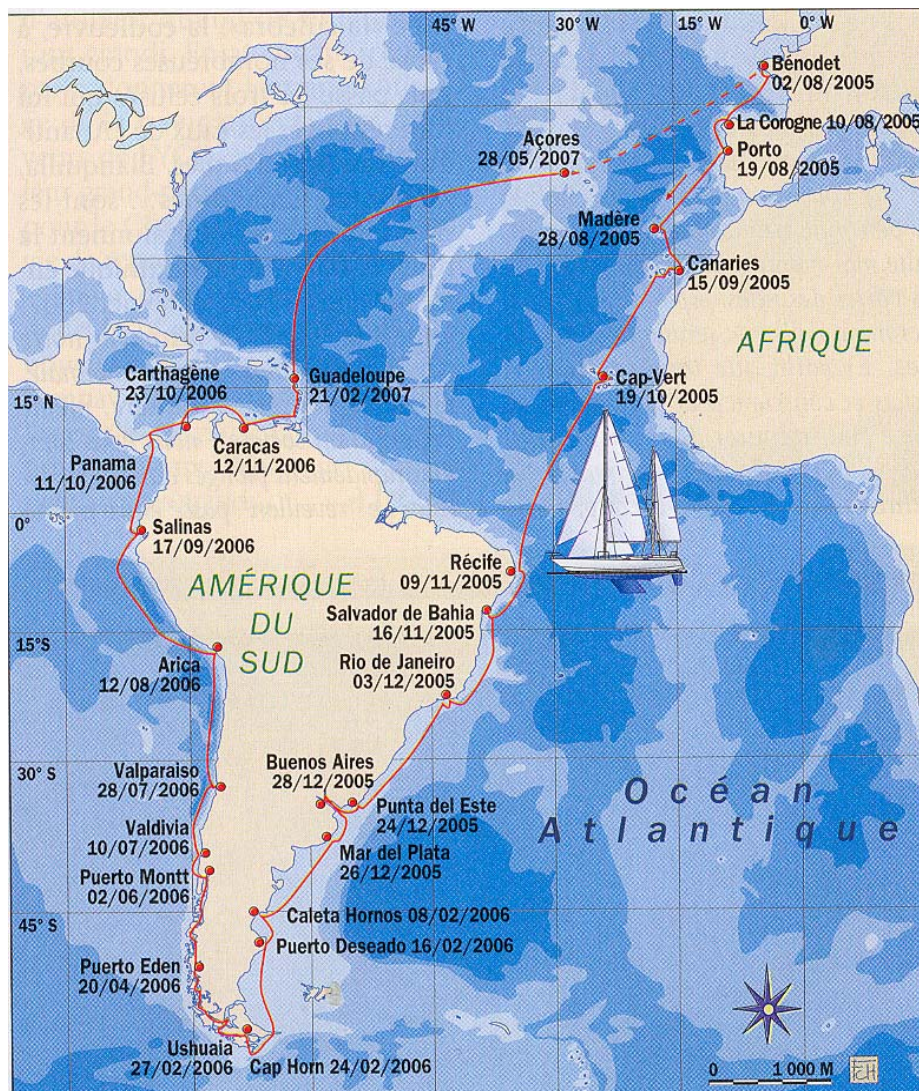 45° W
30° W
15° W
0° W
Bénodet
02/08/2005
La Corogne 10/08/2005
Porto
19/08/2005
Açores
28/05/2007
Madère
28/08/2005
Canaries
15/09/2005
AFRIQUE
Carthagène
23/10/2006
Guadeloupe
21/02/2007
Cap-Vert
19/10/2005
15 N
Caracas
12/11/2006
Panama
11/10/2006
0°
Salinas
17/09/2006
Récife
09/11/2005
AMÉRIQUE
DU
SUD
Salvador de Bahia
16/11/2005
15°S
Arica
12/08/2006
Rio de Janeiro
03/12/2005
30° S
Valparaiso
28/07/2006
Buenos Aires
28/12/2005
Punta del Este
24/12/2005
Océan
Atlantique
Valdivia
10/07/2006
Mar del Plata
26/12/2005
Puerto Montt
02/06/2006
45° S
Caleta Hornos 08/02/2006
Puerto Deseado 16/02/2006
Puerto Eden
20/04/2006
Ushuaia
27/02/2006
Cap Horn 24/02/2006
0 1 000 M